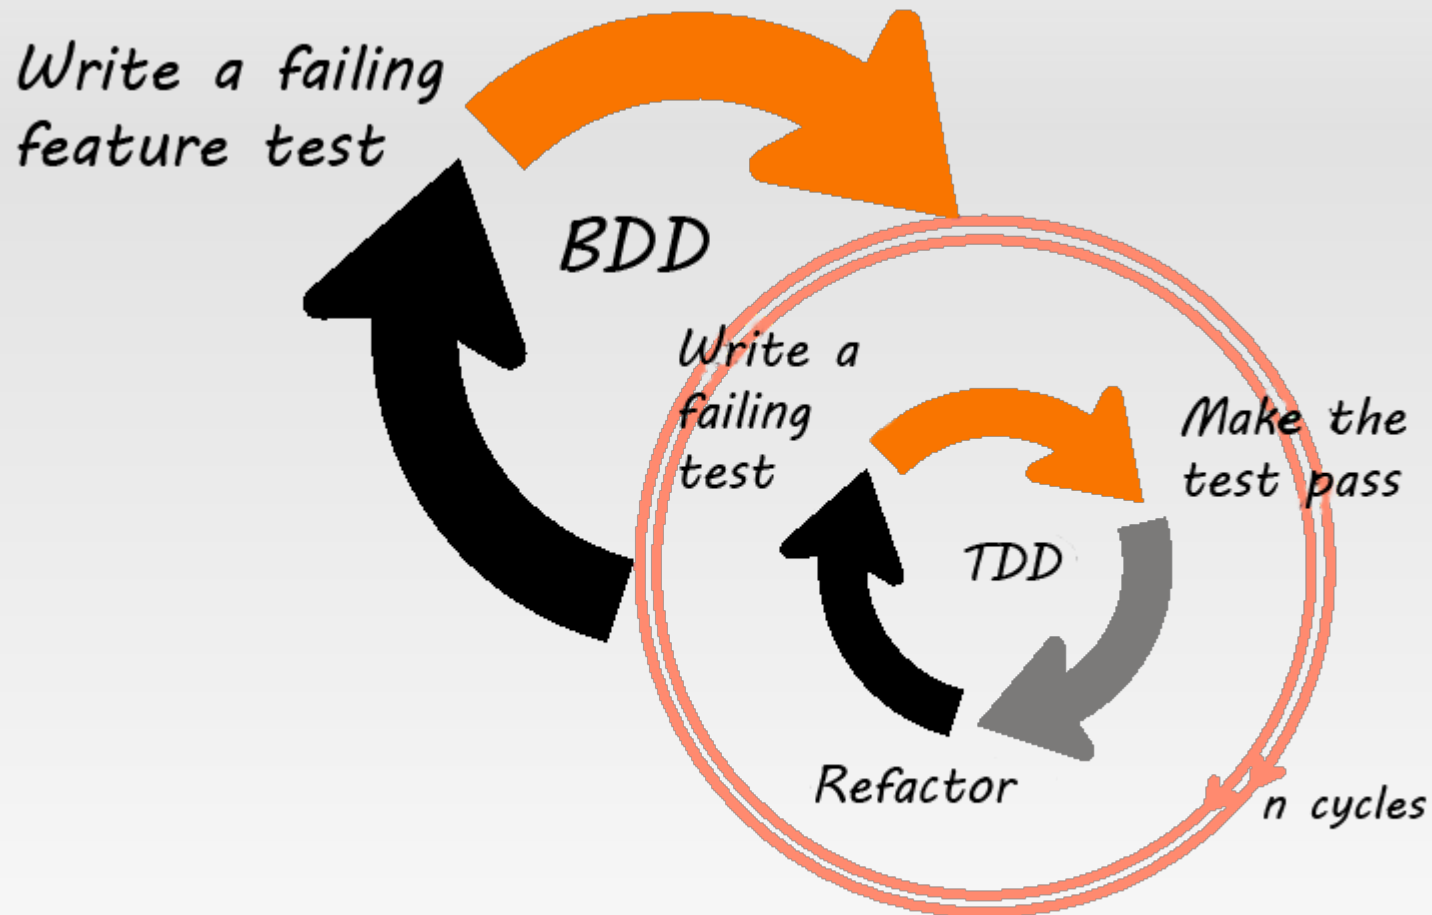 Write a failing
feature test
BDD
Write a
failing
test
Make the
test pass
TDD
Refactor
n cycles